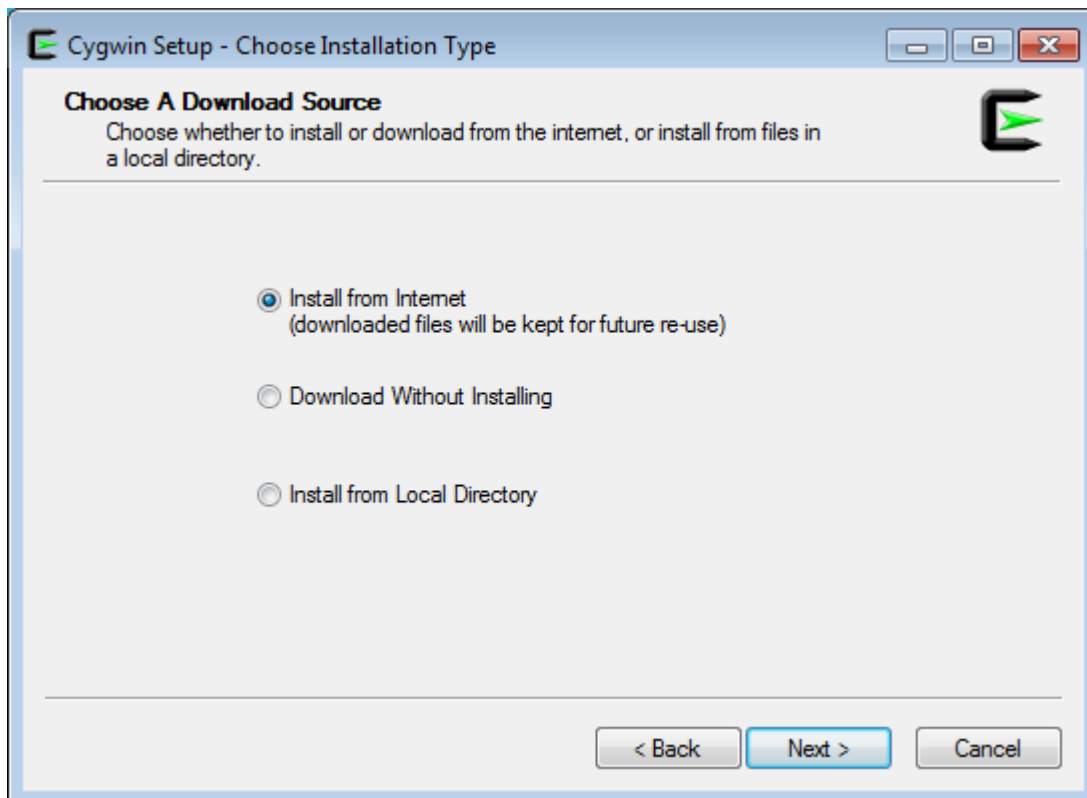 Cygwin Setup - Choose Installation Type
Choose A Download Source
Choose whether to install or download from the internet, or install from files in
a local directory.
Install from Internet
(downloaded files will be kept for future re-use)
Download Without Installing
Install from Local Directory
< Back
Next >
Cancel